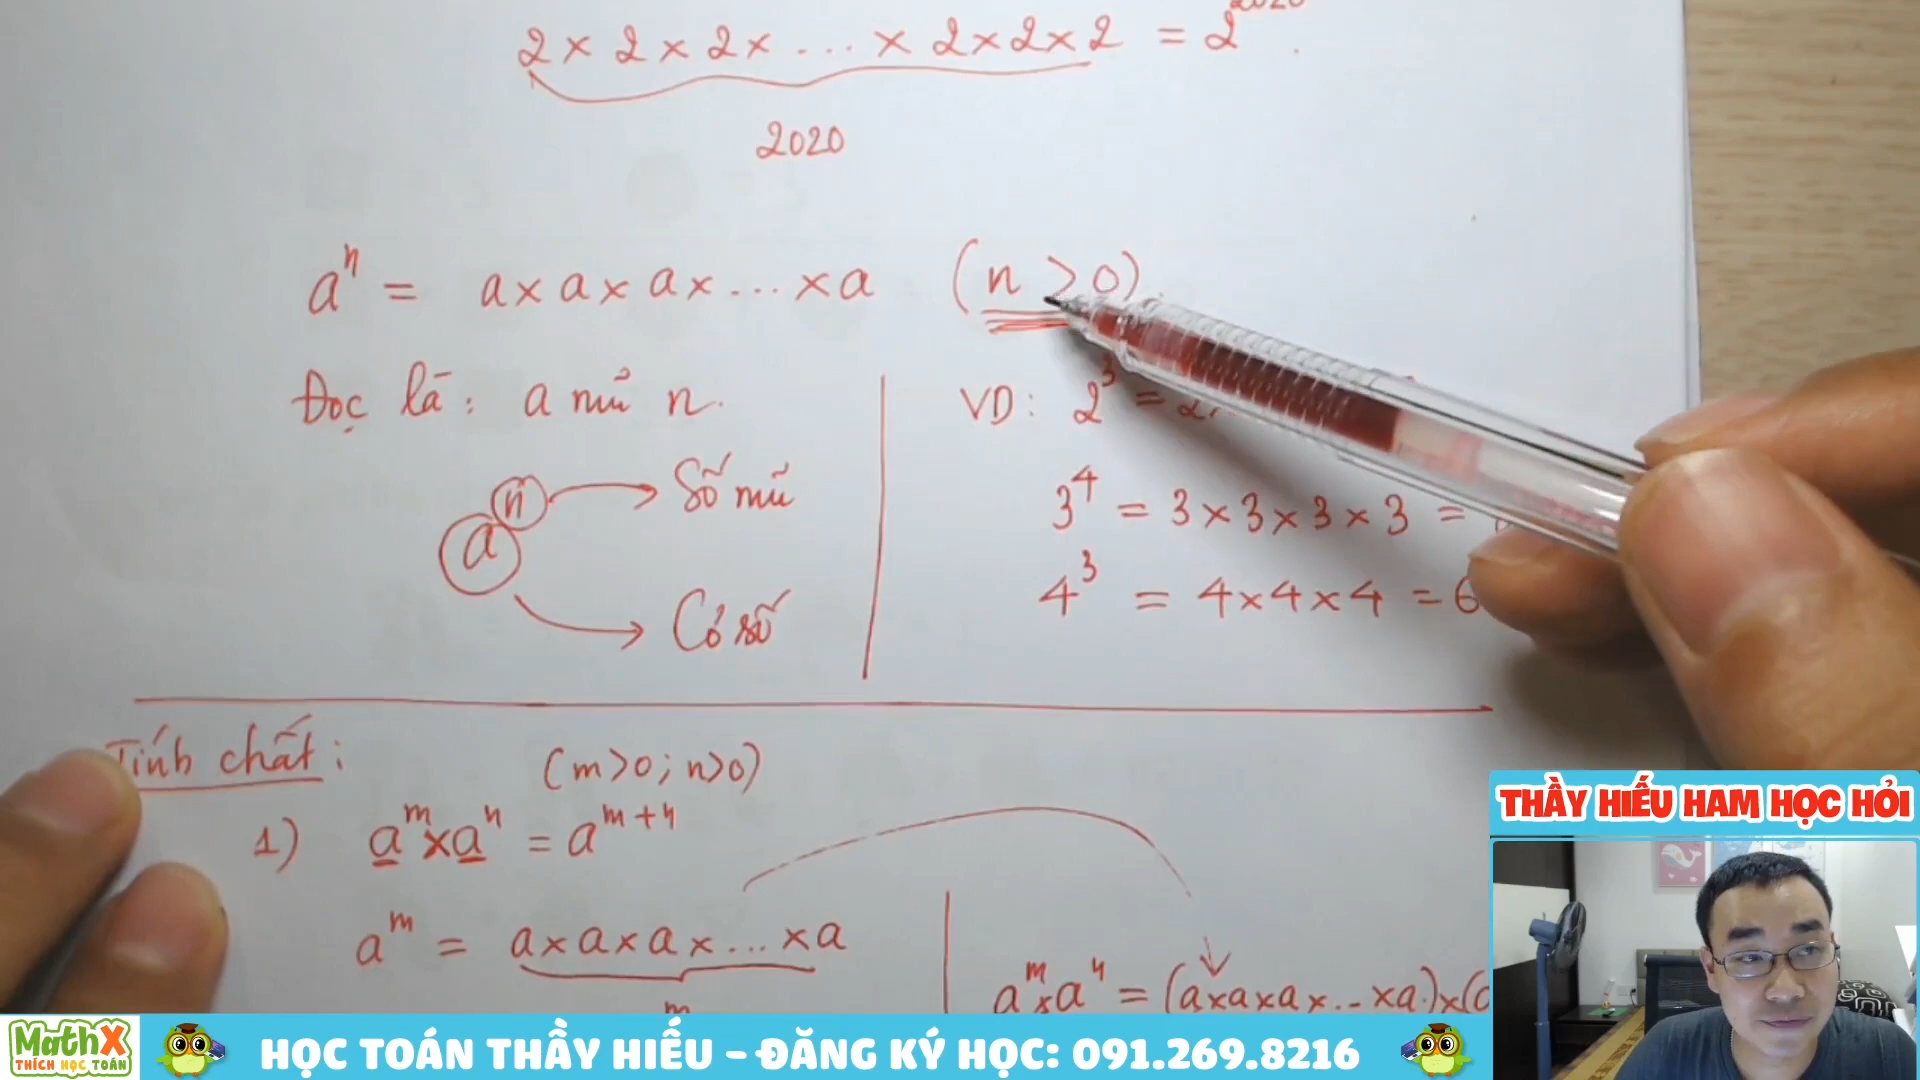 2 × 2 × 2 × ... × 2 × 2 × 2 = 2²⁰²⁰.
2020
aⁿ = a × a × a × ... × a (n > 0)
Đọc là: a mũ n.
VD: 2³ = 2
aⁿ
Số mũ
Cơ số
3⁴ = 3 × 3 × 3 × 3 =
4³ = 4 × 4 × 4 = 6
Tính chất:
(m>0; n>0)
1) aᵐ × aⁿ = aᵐ⁺ⁿ
aᵐ = a × a × a × ... × a
m
aᵐ × aⁿ = (a × a × a × ... × a) × (
THẦY HIẾU HAM HỌC HỎI
MathX
THÍCH HỌC TOÁN
HỌC TOÁN THẦY HIẾU - ĐĂNG KÝ HỌC: 091.269.8216